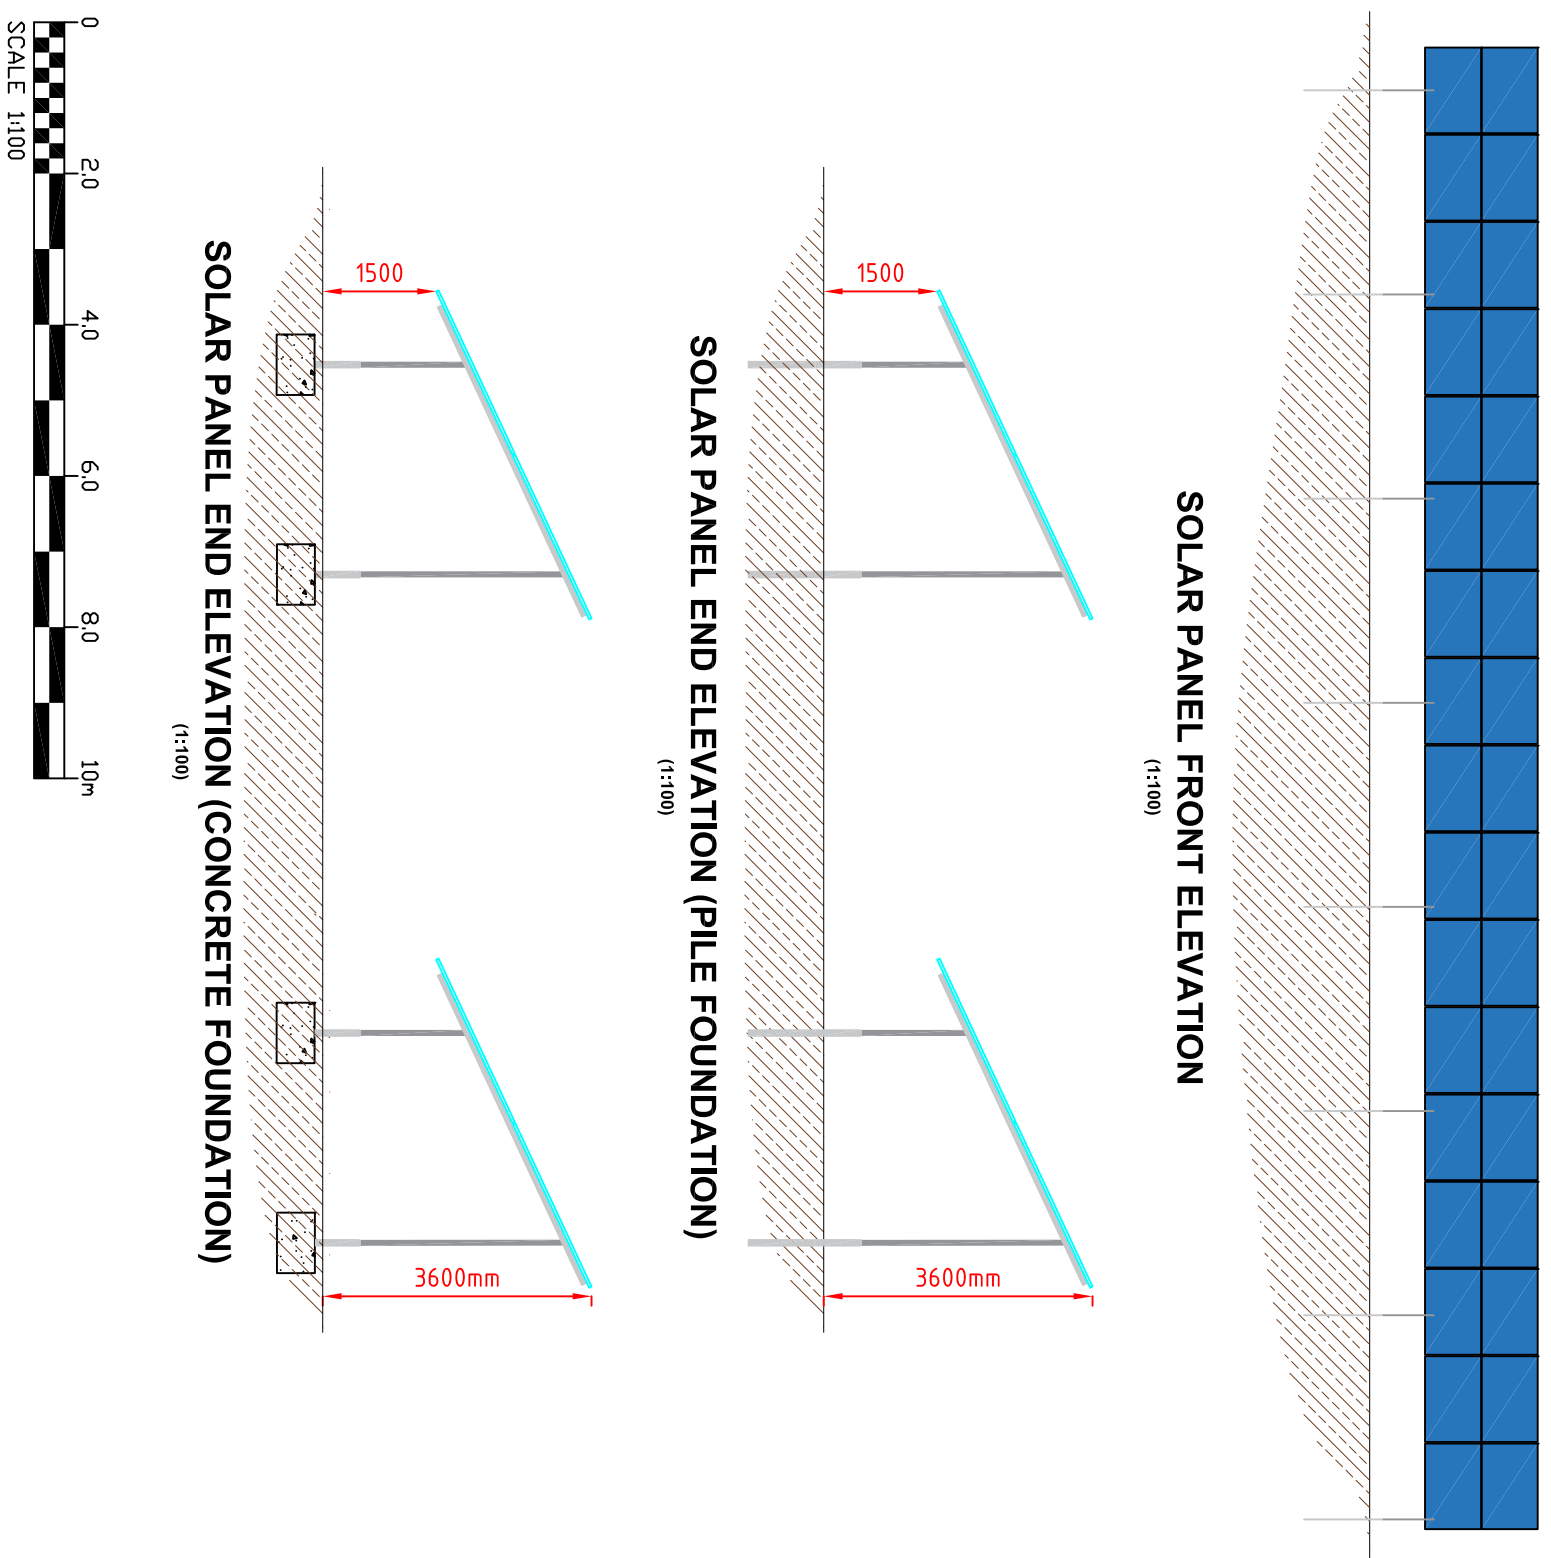 SOLAR PANEL FRONT ELEVATION
(1:100)
1500
3600mm
SOLAR PANEL END ELEVATION (PILE FOUNDATION)
(1:100)
1500
3600mm
SOLAR PANEL END ELEVATION (CONCRETE FOUNDATION)
(1:100)
0 2.0 4.0 6.0 8.0 10m
SCALE 1:100